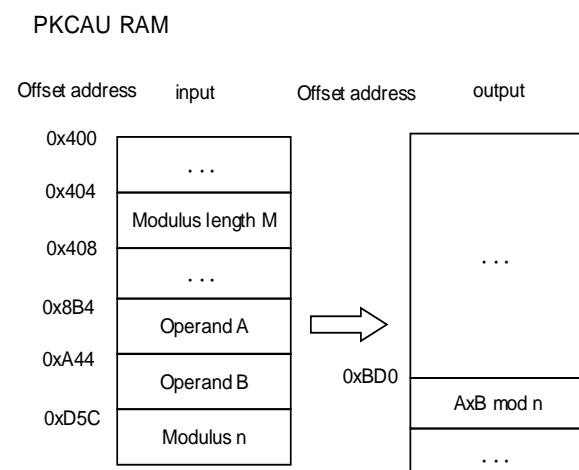 PKCAU RAM
Offset address input Offset address output
0x400
. . .
0x404
Modulus length M
0x408
. . .
. . .
0x8B4
Operand A
0xA44
Operand B
0xBD0
AxB mod n
0xD5C
Modulus n
. . .